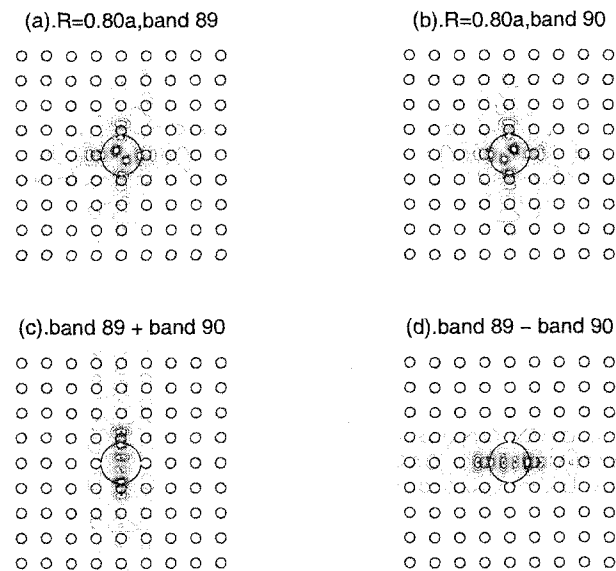 (a).R=0.80a,band 89
(b).R=0.80a,band 90
(c).band 89 + band 90
(d).band 89 − band 90